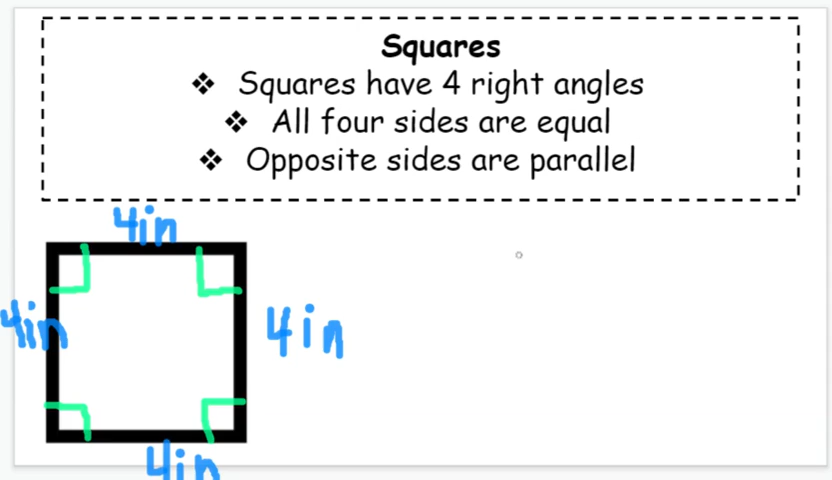 Squares
❖ Squares have 4 right angles
❖ All four sides are equal
❖ Opposite sides are parallel
4in
4in
4in
4in